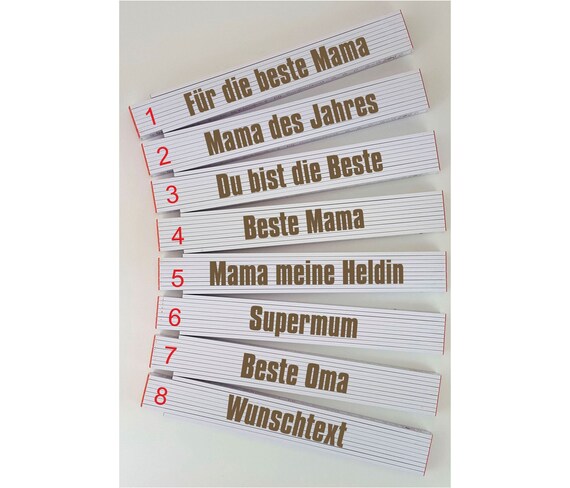 1 Für die beste Mama
2 Mama des Jahres
3 Du bist die Beste
4 Beste Mama
5 Mama meine Heldin
6 Supermum
7 Beste Oma
8 Wunschtext